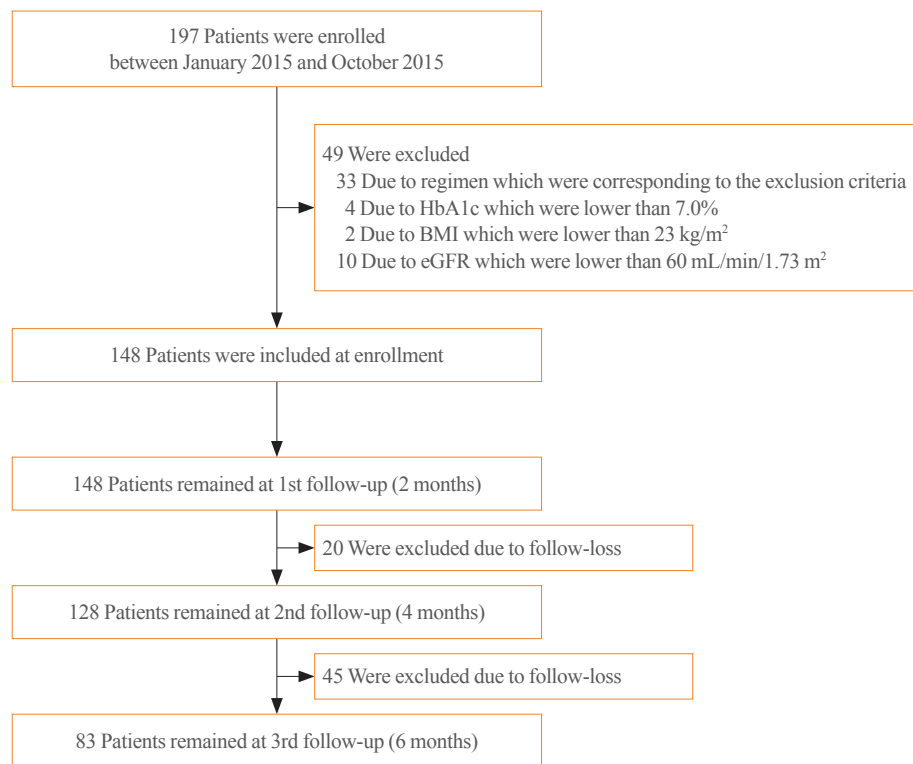 197 Patients were enrolled
between January 2015 and October 2015
49 Were excluded
33 Due to regimen which were corresponding to the exclusion criteria
4 Due to HbA1c which were lower than 7.0%
2 Due to BMI which were lower than 23 kg/m²
10 Due to eGFR which were lower than 60 mL/min/1.73 m²
148 Patients were included at enrollment
148 Patients remained at 1st follow-up (2 months)
20 Were excluded due to follow-loss
128 Patients remained at 2nd follow-up (4 months)
45 Were excluded due to follow-loss
83 Patients remained at 3rd follow-up (6 months)